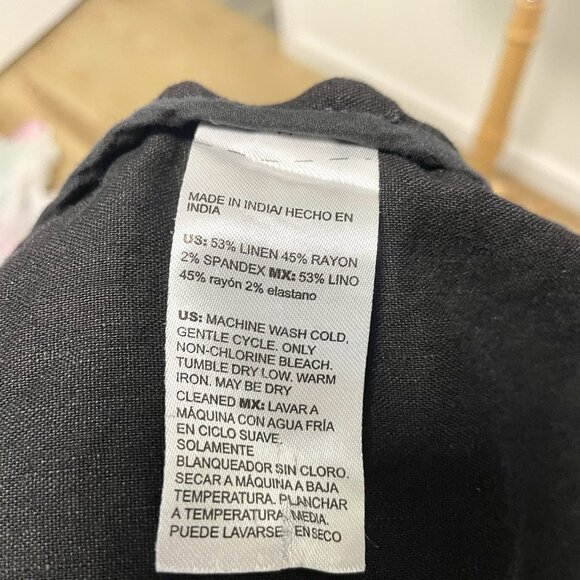 MADE IN INDIA/ HECHO EN
INDIA
US: 53% LINEN 45% RAYON
2% SPANDEX MX: 53% LINO
45% rayón 2% elastano
US: MACHINE WASH COLD,
GENTLE CYCLE. ONLY
NON-CHLORINE BLEACH.
TUMBLE DRY LOW. WARM
IRON. MAY BE DRY
CLEANED MX: LAVAR A
MÁQUINA CON AGUA FRÍA
EN CICLO SUAVE.
SOLAMENTE
BLANQUEADOR SIN CLORO.
SECAR A MÁQUINA A BAJA
TEMPERATURA. PLANCHAR
A TEMPERATURA MEDIA.
PUEDE LAVARSE EN SECO